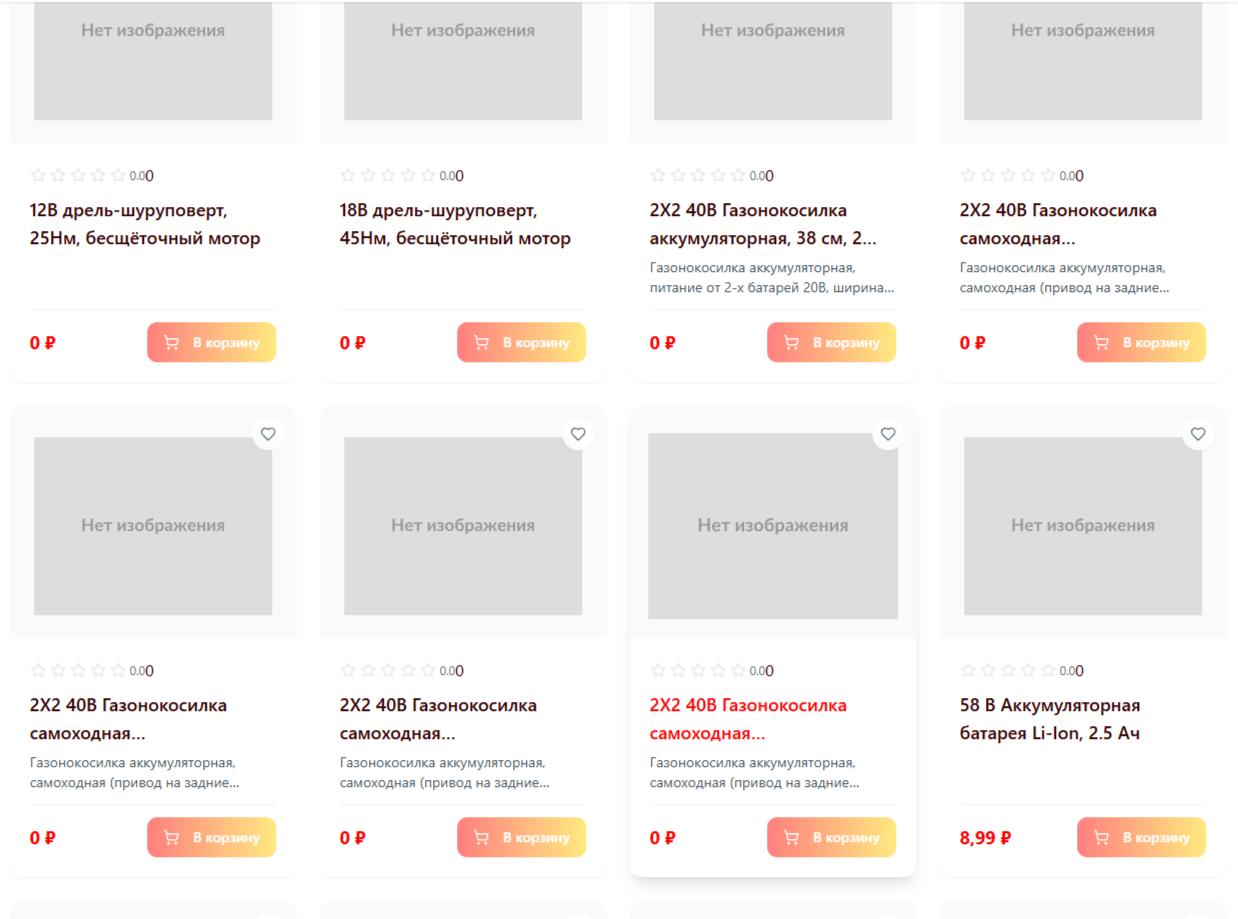 Нет изображения
Нет изображения
Нет изображения
Нет изображения
0.00
0.00
0.00
0.00
12В дрель-шуруповерт,
25Нм, бесщёточный мотор
18В дрель-шуруповерт,
45Нм, бесщёточный мотор
2X2 40В Газонокосилка
аккумуляторная, 38 см, 2...
Газонокосилка аккумуляторная,
питание от 2-х батарей 20В, ширина...
2X2 40В Газонокосилка
самоходная...
Газонокосилка аккумуляторная,
самоходная (привод на задние...
0 ₽
В корзину
0 ₽
В корзину
0 ₽
В корзину
0 ₽
В корзину
Нет изображения
Нет изображения
Нет изображения
Нет изображения
0.00
0.00
0.00
0.00
2X2 40В Газонокосилка
самоходная...
Газонокосилка аккумуляторная,
самоходная (привод на задние...
2X2 40В Газонокосилка
самоходная...
Газонокосилка аккумуляторная,
самоходная (привод на задние...
2X2 40В Газонокосилка
самоходная...
Газонокосилка аккумуляторная,
самоходная (привод на задние...
58 В Аккумуляторная
батарея Li-Ion, 2.5 Ач
0 ₽
В корзину
0 ₽
В корзину
0 ₽
В корзину
8,99 ₽
В корзину